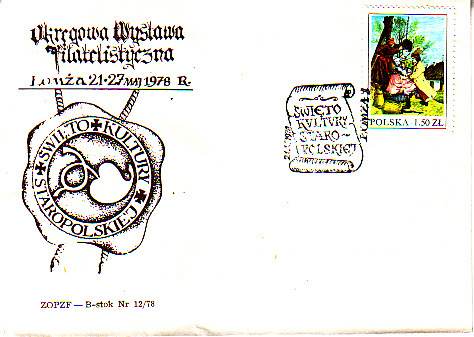 Okręgowa Wystawa
Filatelistyczna
Łomża 21-27 maj 1978 R.
ŚWIĘTO KULTURY
STAROPOLSKIEJ
ŚWIĘTO
KULTURY
STARO-
POLSKIEJ
POLSKA 1.50 ZŁ
ZOPZF — B-stok Nr 12/78